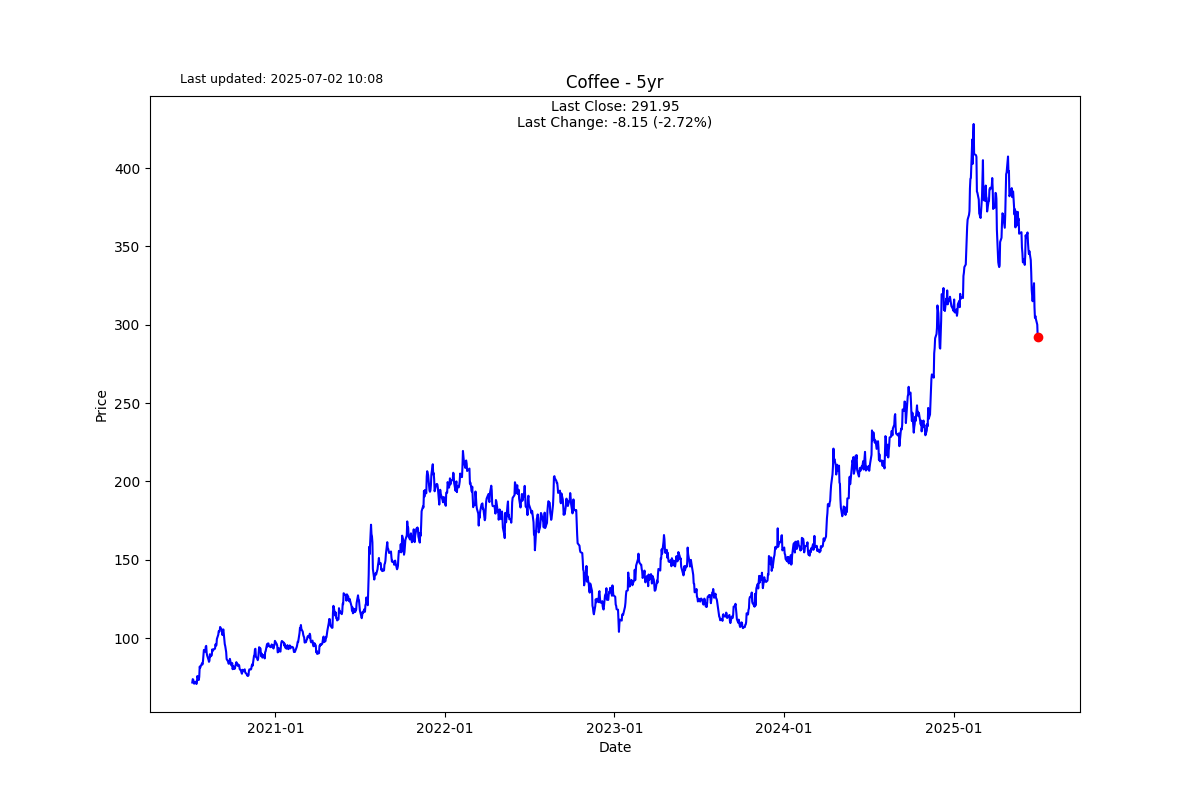 Last updated: 2025-07-02 10:08
Coffee - 5yr
Last Close: 291.95
Last Change: -8.15 (-2.72%)
400
350
300
250
200
150
100
Price
2021-01
2022-01
2023-01
2024-01
2025-01
Date